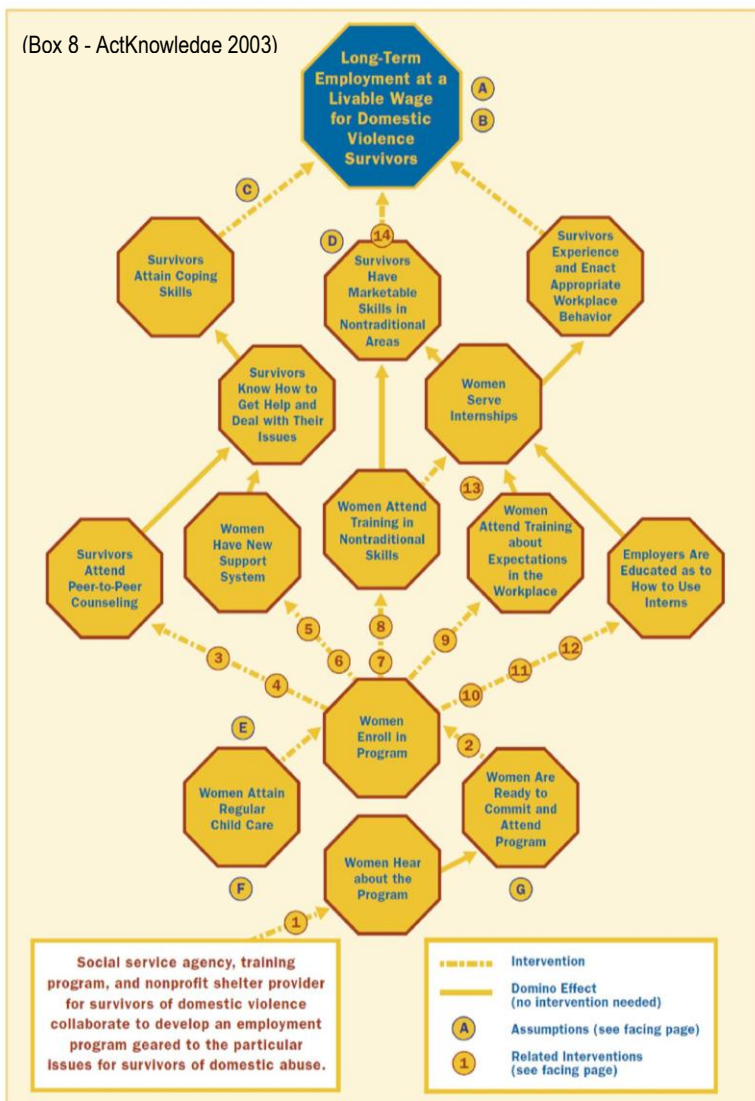 (Box 8 - ActKnowledge 2003)
Long-Term
Employment at a
Livable Wage
for Domestic
Violence
Survivors
A
B
C
D
14
Survivors
Attain Coping
Skills
Survivors
Have
Marketable
Skills in
Nontraditional
Areas
Survivors
Experience
and Enact
Appropriate
Workplace
Behavior
Survivors
Know How to
Get Help and
Deal with Their
Issues
Women
Serve
Internships
13
Survivors
Attend
Peer-to-Peer
Counseling
Women
Have New
Support
System
Women Attend
Training in
Nontraditional
Skills
Women
Attend Training
about
Expectations
in the
Workplace
Employers Are
Educated as to
How to Use
Interns
3
4
5
6
8
7
9
10
11
12
Women
Enroll in
Program
E
2
Women Attain
Regular
Child Care
Women Are
Ready to
Commit and
Attend
Program
Women Hear
about the
Program
F
G
1
Social service agency, training
program, and nonprofit shelter provider
for survivors of domestic violence
collaborate to develop an employment
program geared to the particular
issues for survivors of domestic abuse.
Intervention
Domino Effect
(no intervention needed)
A
Assumptions (see facing page)
1
Related Interventions
(see facing page)